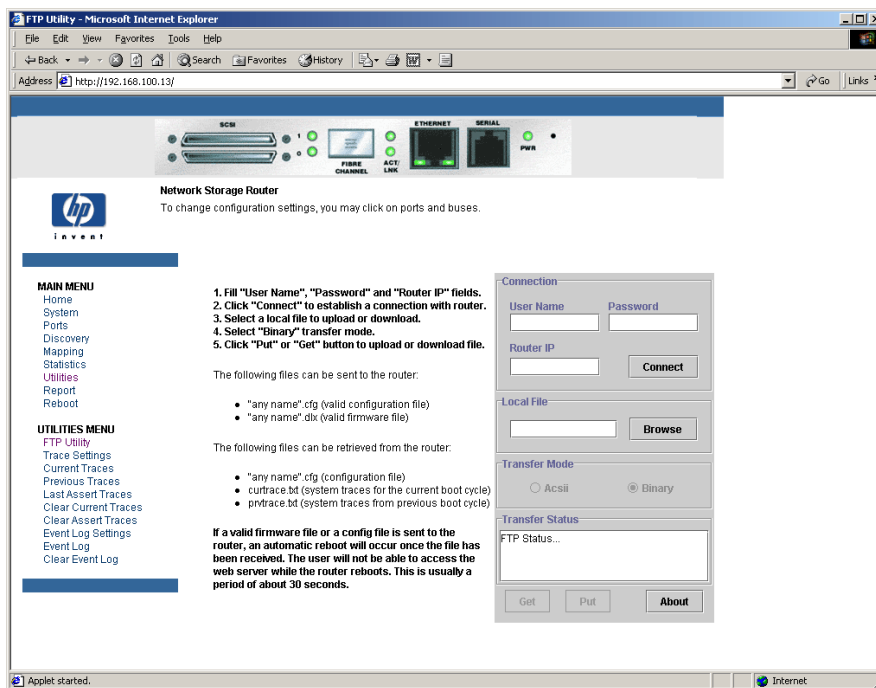 FTP Utility - Microsoft Internet Explorer
File Edit View Favorites Tools Help
Back Search Favorites History
Address http://192.168.100.13/ Go Links
SCSI
ETHERNET
SERIAL
1
0
FIBRE CHANNEL
ACT/ LNK
PWR
hp
invent
Network Storage Router
To change configuration settings, you may click on ports and buses.
MAIN MENU
Home
System
Ports
Discovery
Mapping
Statistics
Utilities
Report
Reboot
UTILITIES MENU
FTP Utility
Trace Settings
Current Traces
Previous Traces
Last Assert Traces
Clear Current Traces
Clear Assert Traces
Event Log Settings
Event Log
Clear Event Log
1. Fill "User Name", "Password" and "Router IP" fields.
2. Click "Connect" to establish a connection with router.
3. Select a local file to upload or download.
4. Select "Binary" transfer mode.
5. Click "Put" or "Get" button to upload or download file.
The following files can be sent to the router:
• "any name".cfg (valid configuration file)
• "any name".dlx (valid firmware file)
The following files can be retrieved from the router:
• "any name".cfg (configuration file)
• curtrace.txt (system traces for the current boot cycle)
• prvtrace.txt (system traces from previous boot cycle)
If a valid firmware file or a config file is sent to the
router, an automatic reboot will occur once the file has
been received. The user will not be able to access the
web server while the router reboots. This is usually a
period of about 30 seconds.
Connection
User Name Password
Router IP
Connect
Local File
Browse
Transfer Mode
Acsii Binary
Transfer Status
FTP Status...
Get Put About
Applet started. Internet